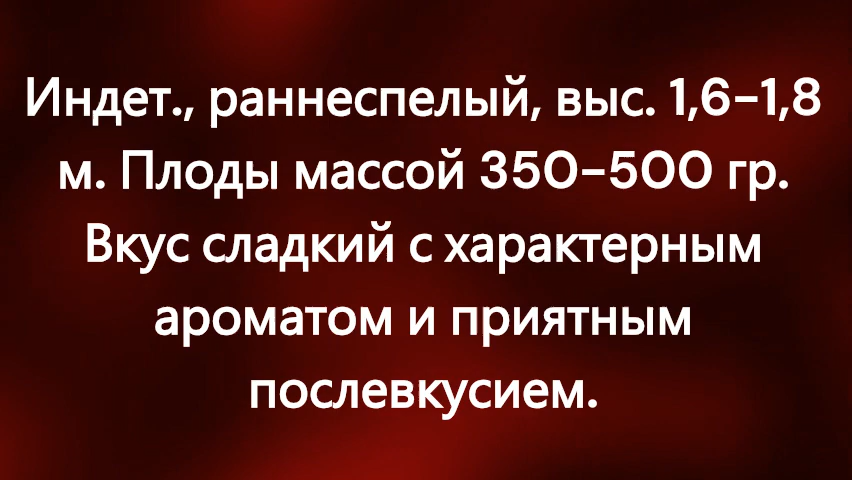 Индет., раннеспелый, выс. 1,6-1,8
м. Плоды массой 350-500 гр.
Вкус сладкий с характерным
ароматом и приятным
послевкусием.